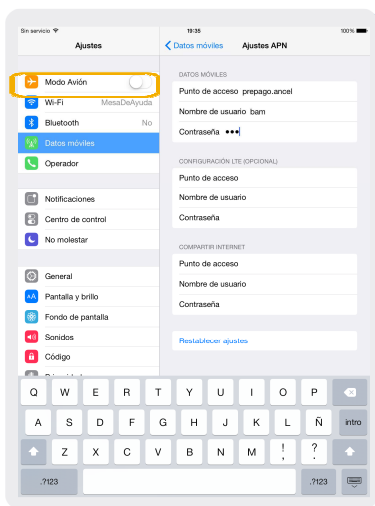 Sin servicio 19:35 100%
Ajustes
Datos móviles Ajustes APN
Modo Avión
Wi-Fi MesaDeAyuda
Bluetooth No
Datos móviles
Operador
Notificaciones
Centro de control
No molestar
General
AA Pantalla y brillo
Fondo de pantalla
Sonidos
Código
DATOS MÓVILES
Punto de acceso prepago.ancel
Nombre de usuario bam
Contraseña •••
CONFIGURACIÓN LTE (OPCIONAL)
Punto de acceso
Nombre de usuario
Contraseña
COMPARTIR INTERNET
Punto de acceso
Nombre de usuario
Contraseña
Restablecer ajustes
Q W E R T Y U I O P
A S D F G H J K L Ñ intro
Z X C V B N M ! , ? .
.?123 .?123